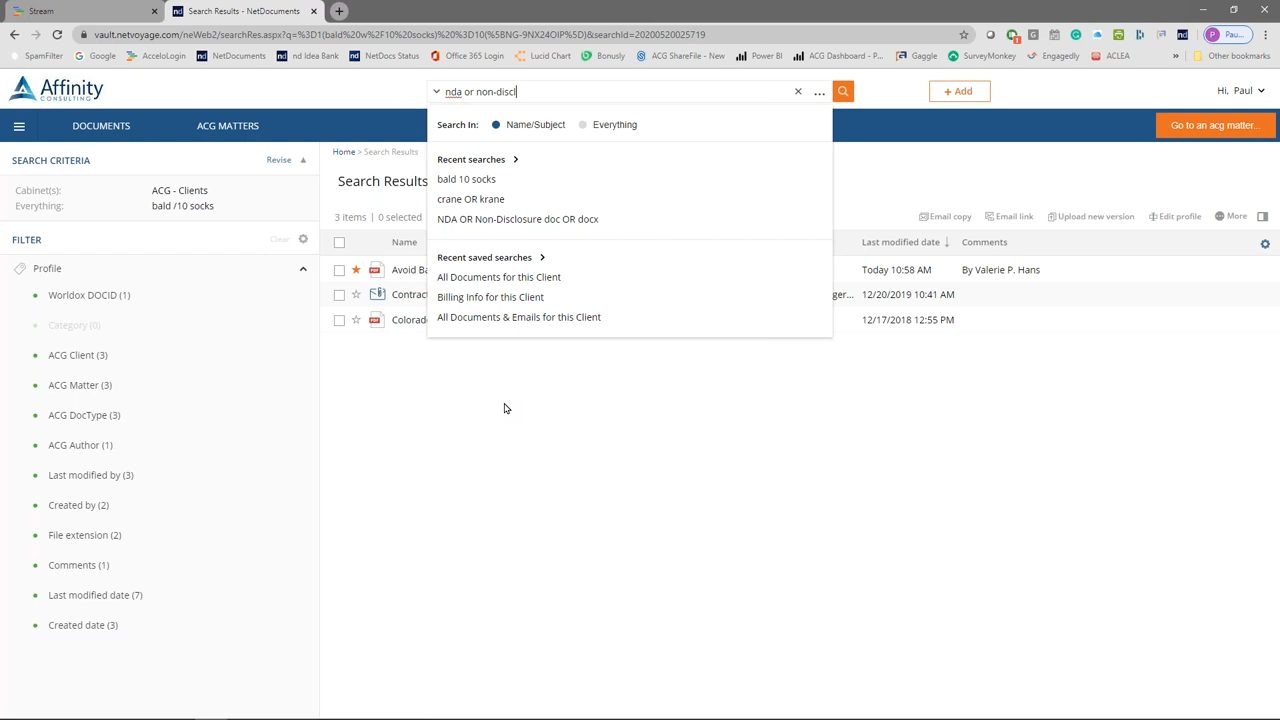 Stream
Search Results - NetDocuments
vault.netvoyage.com/neWeb2/searchRes.aspx?q=%3D1(bald%20w%2F10%20socks)%20%3D10(%5BNG-9NX24OIP%5D)&searchId=20200520025719
Pau...
SpamFilter
Google
AcceloLogin
NetDocuments
nd Idea Bank
NetDocs Status
Office 365 Login
Lucid Chart
Bonusly
ACG ShareFile - New
Power BI
ACG Dashboard - P...
Gaggle
SurveyMonkey
Engagedly
ACLEA
Other bookmarks
Affinity
CONSULTING
nda or non-discl
+ Add
Hi, Paul
DOCUMENTS
ACG MATTERS
Go to an acg matter...
Search In:
Name/Subject
Everything
SEARCH CRITERIA
Revise
Cabinet(s):
ACG - Clients
Everything:
bald /10 socks
FILTER
Clear
Profile
Worldox DOCID (1)
Category (0)
ACG Client (3)
ACG Matter (3)
ACG DocType (3)
ACG Author (1)
Last modified by (3)
Created by (2)
File extension (2)
Comments (1)
Last modified date (7)
Created date (3)
Home > Search Results
Search Results
3 items | 0 selected
Recent searches
bald 10 socks
crane OR krane
NDA OR Non-Disclosure doc OR docx
Recent saved searches
All Documents for this Client
Billing Info for this Client
All Documents & Emails for this Client
Email copy
Email link
Upload new version
Edit profile
More
Name
Last modified date
Comments
Avoid Ba
Today 10:58 AM
By Valerie P. Hans
Contract
ger...
12/20/2019 10:41 AM
Colorad
12/17/2018 12:55 PM